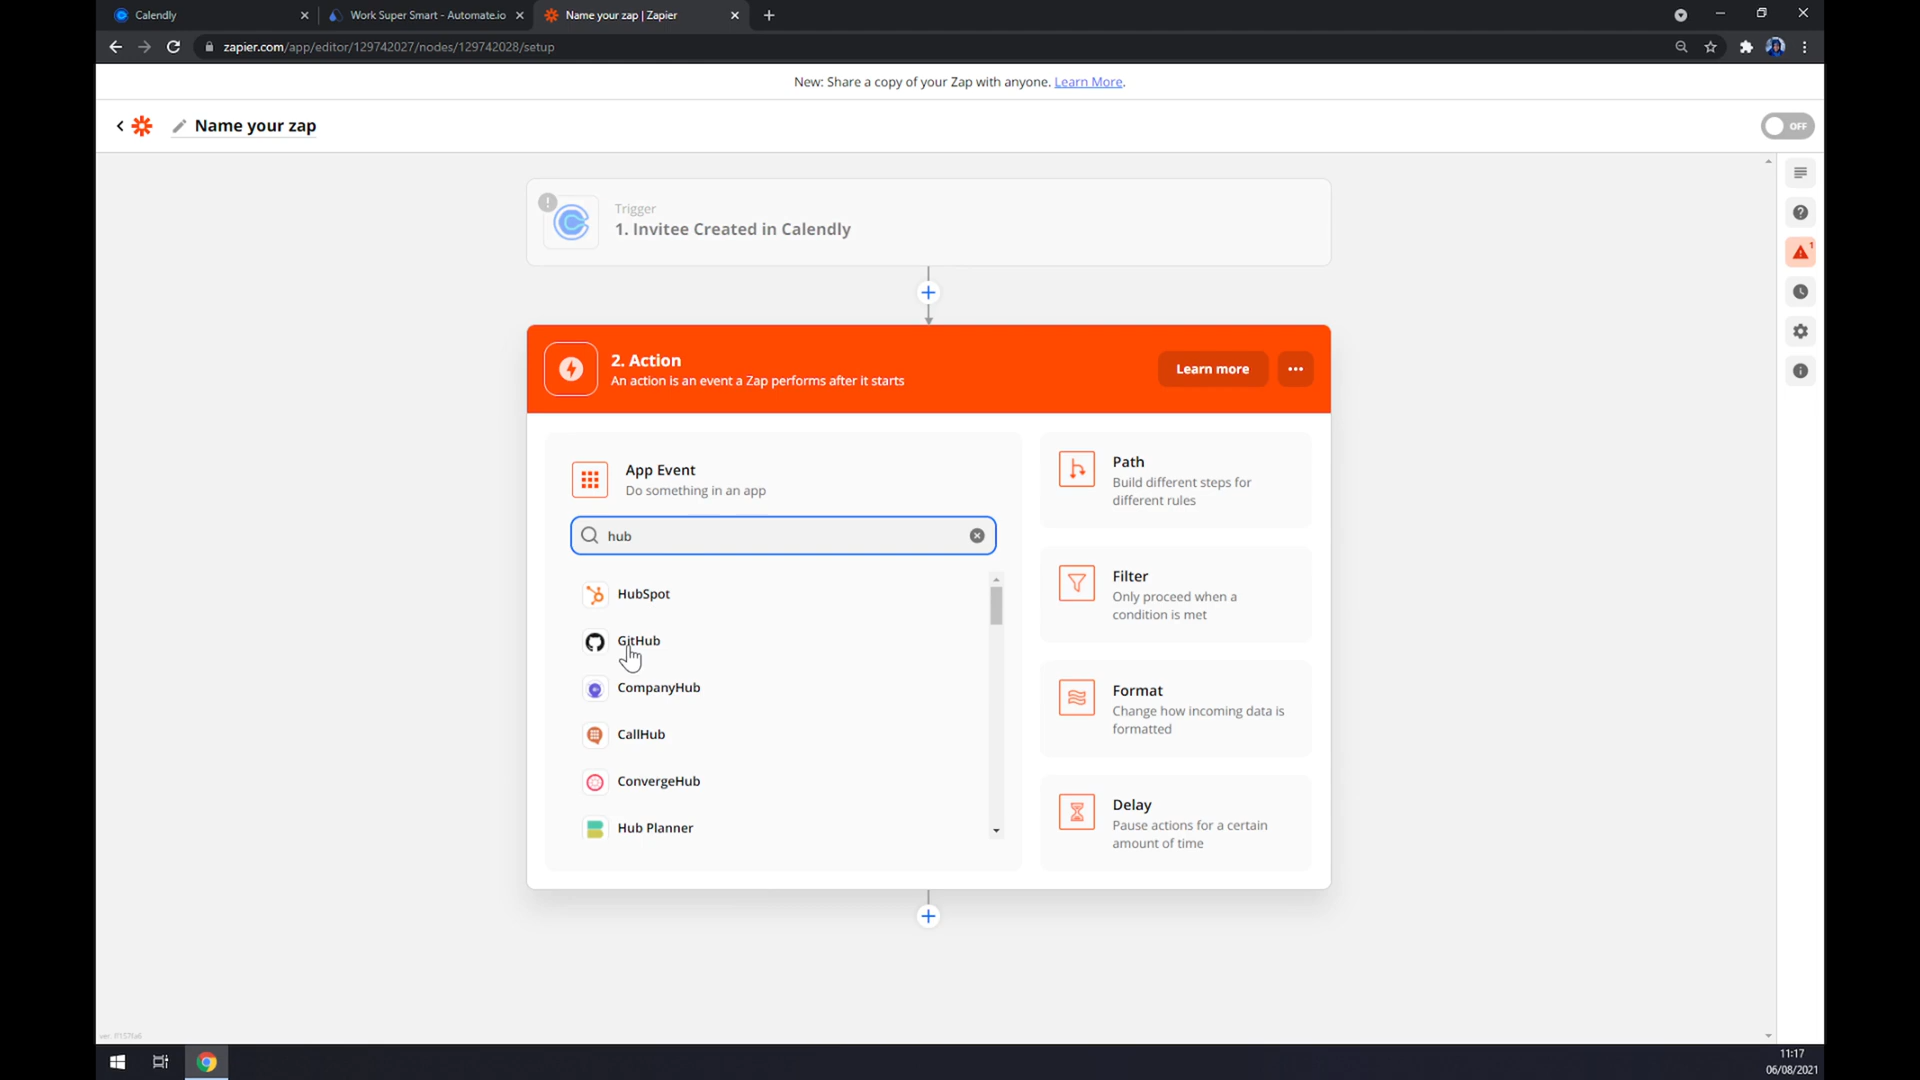 Calendly
Work Super Smart - Automate.io
Name your zap | Zapier
zapier.com/app/editor/129742027/nodes/129742028/setup
New: Share a copy of your Zap with anyone. Learn More.
Name your zap
OFF
Trigger
1. Invitee Created in Calendly
1
2. Action
An action is an event a Zap performs after it starts
Learn more
App Event
Do something in an app
hub
HubSpot
GitHub
CompanyHub
CallHub
ConvergeHub
Hub Planner
Path
Build different steps for
different rules
Filter
Only proceed when a
condition is met
Format
Change how incoming data is
formatted
Delay
Pause actions for a certain
amount of time
11:17
06/08/2021